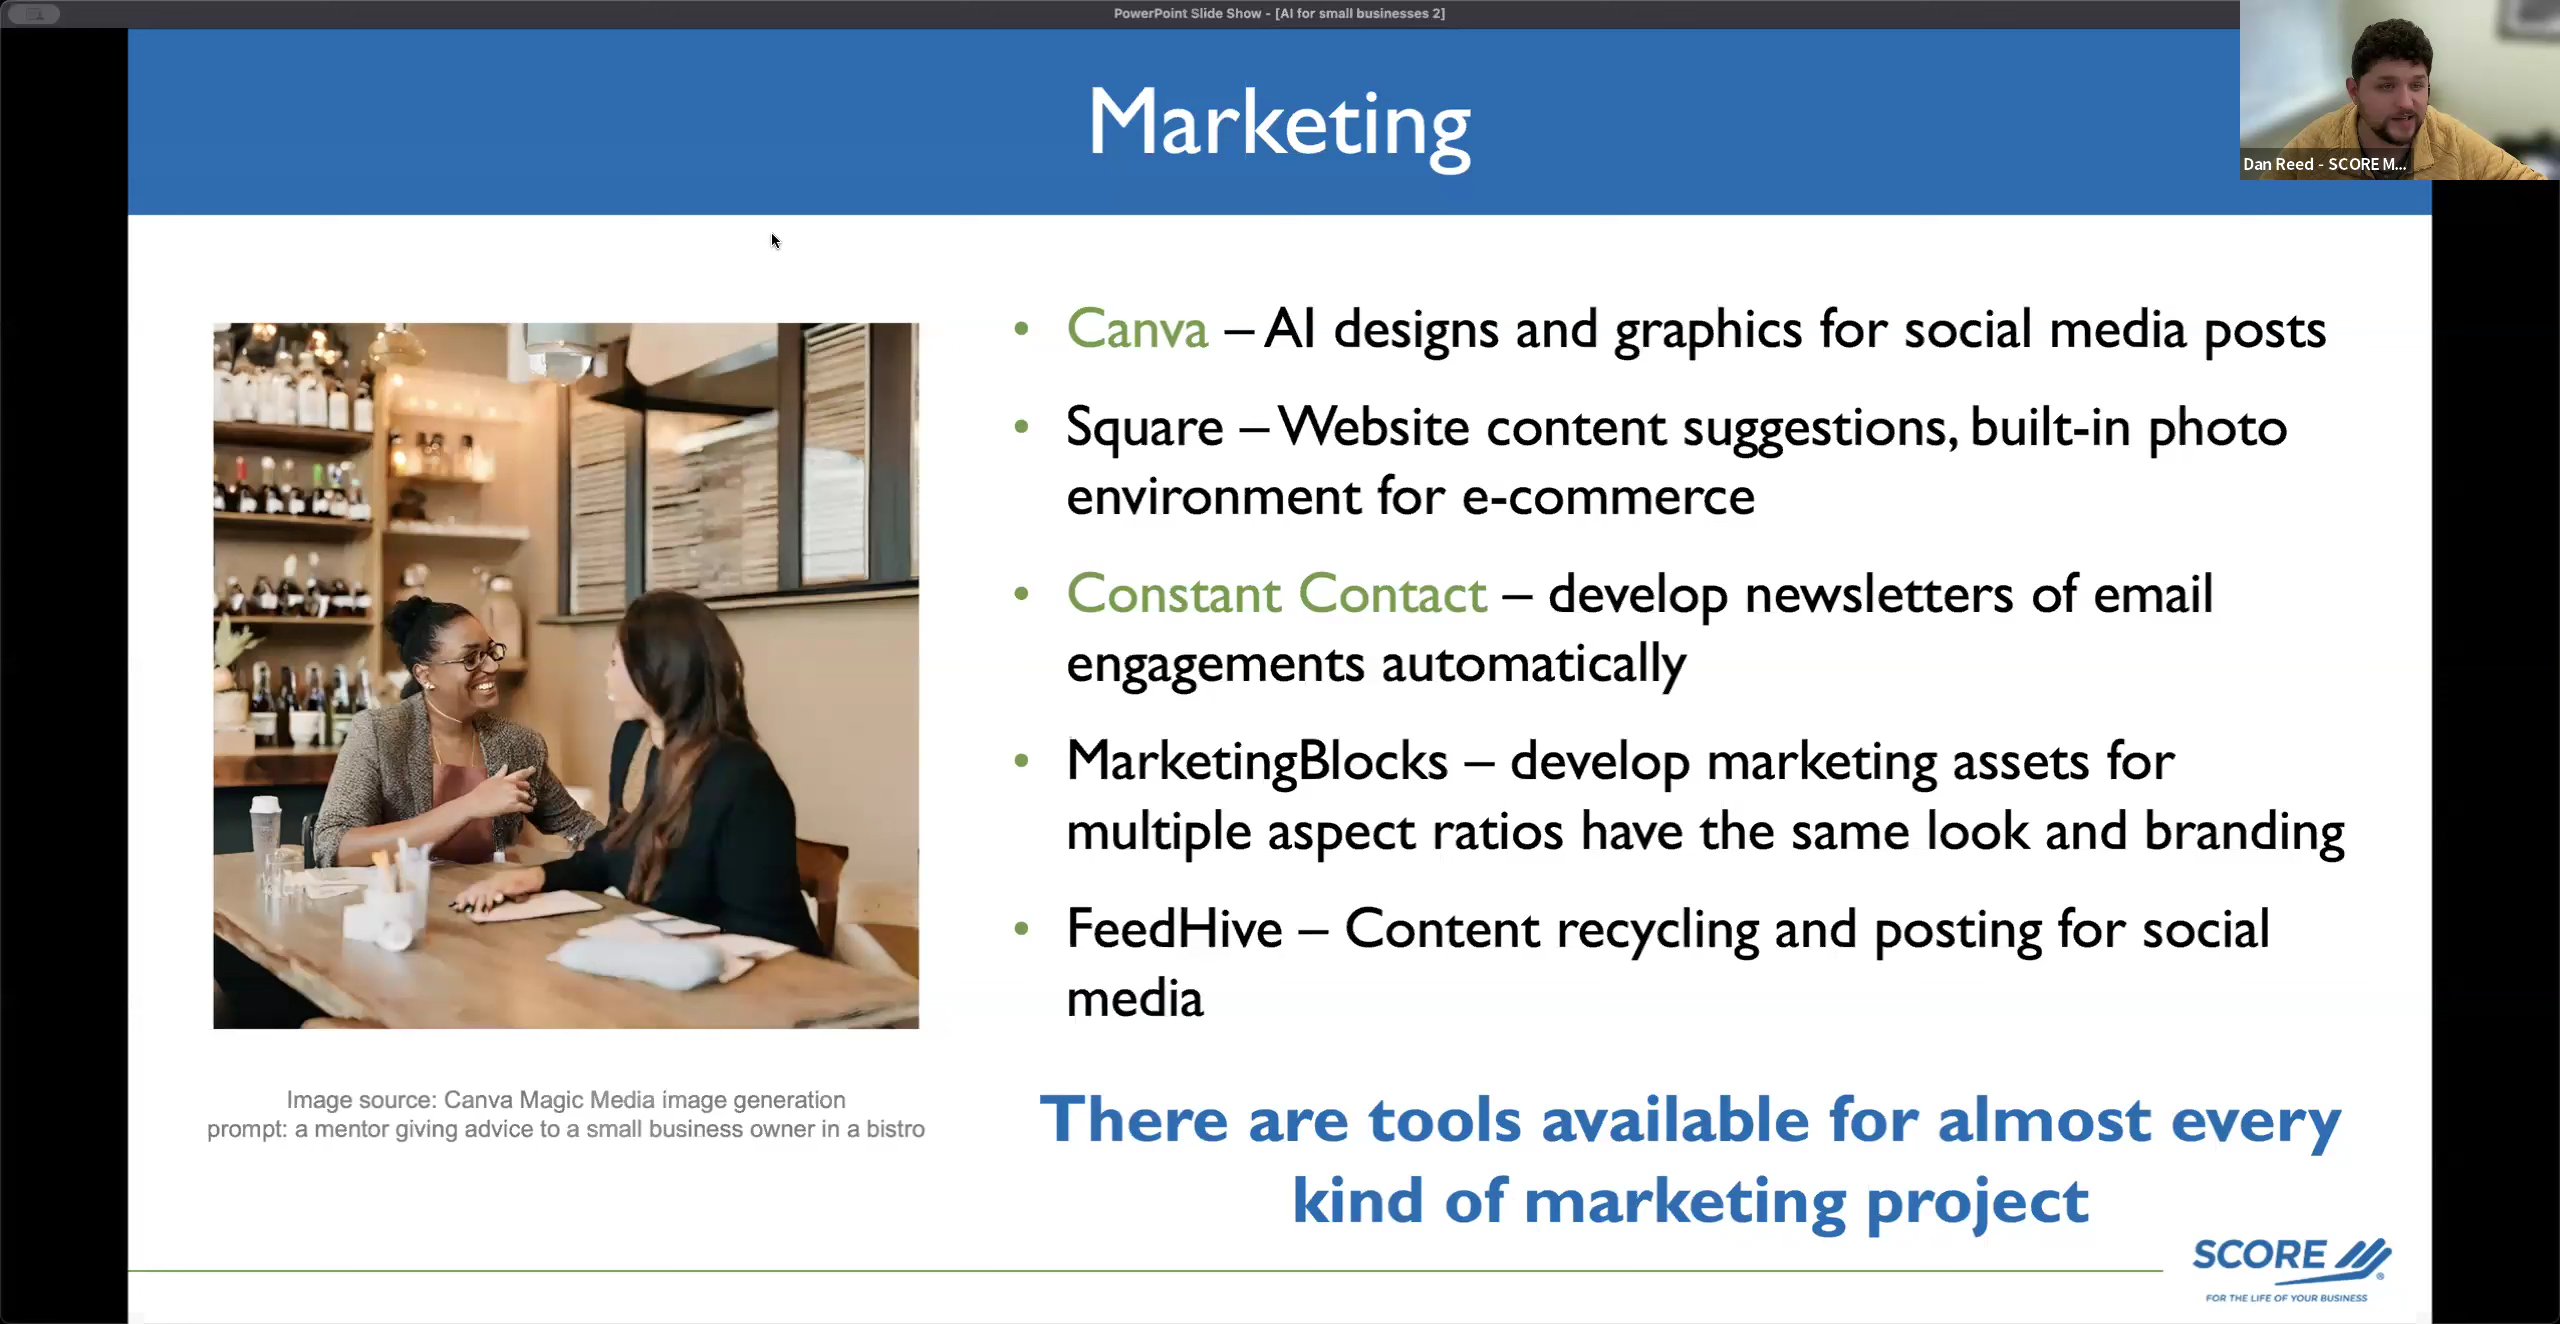 PowerPoint Slide Show - [AI for small businesses 2]
Marketing
Dan Reed - SCORE M...
• Canva – AI designs and graphics for social media posts
• Square – Website content suggestions, built-in photo
environment for e-commerce
• Constant Contact – develop newsletters of email
engagements automatically
• MarketingBlocks – develop marketing assets for
multiple aspect ratios have the same look and branding
• FeedHive – Content recycling and posting for social
media
Image source: Canva Magic Media image generation
prompt: a mentor giving advice to a small business owner in a bistro
There are tools available for almost every
kind of marketing project
SCORE
®
FOR THE LIFE OF YOUR BUSINESS